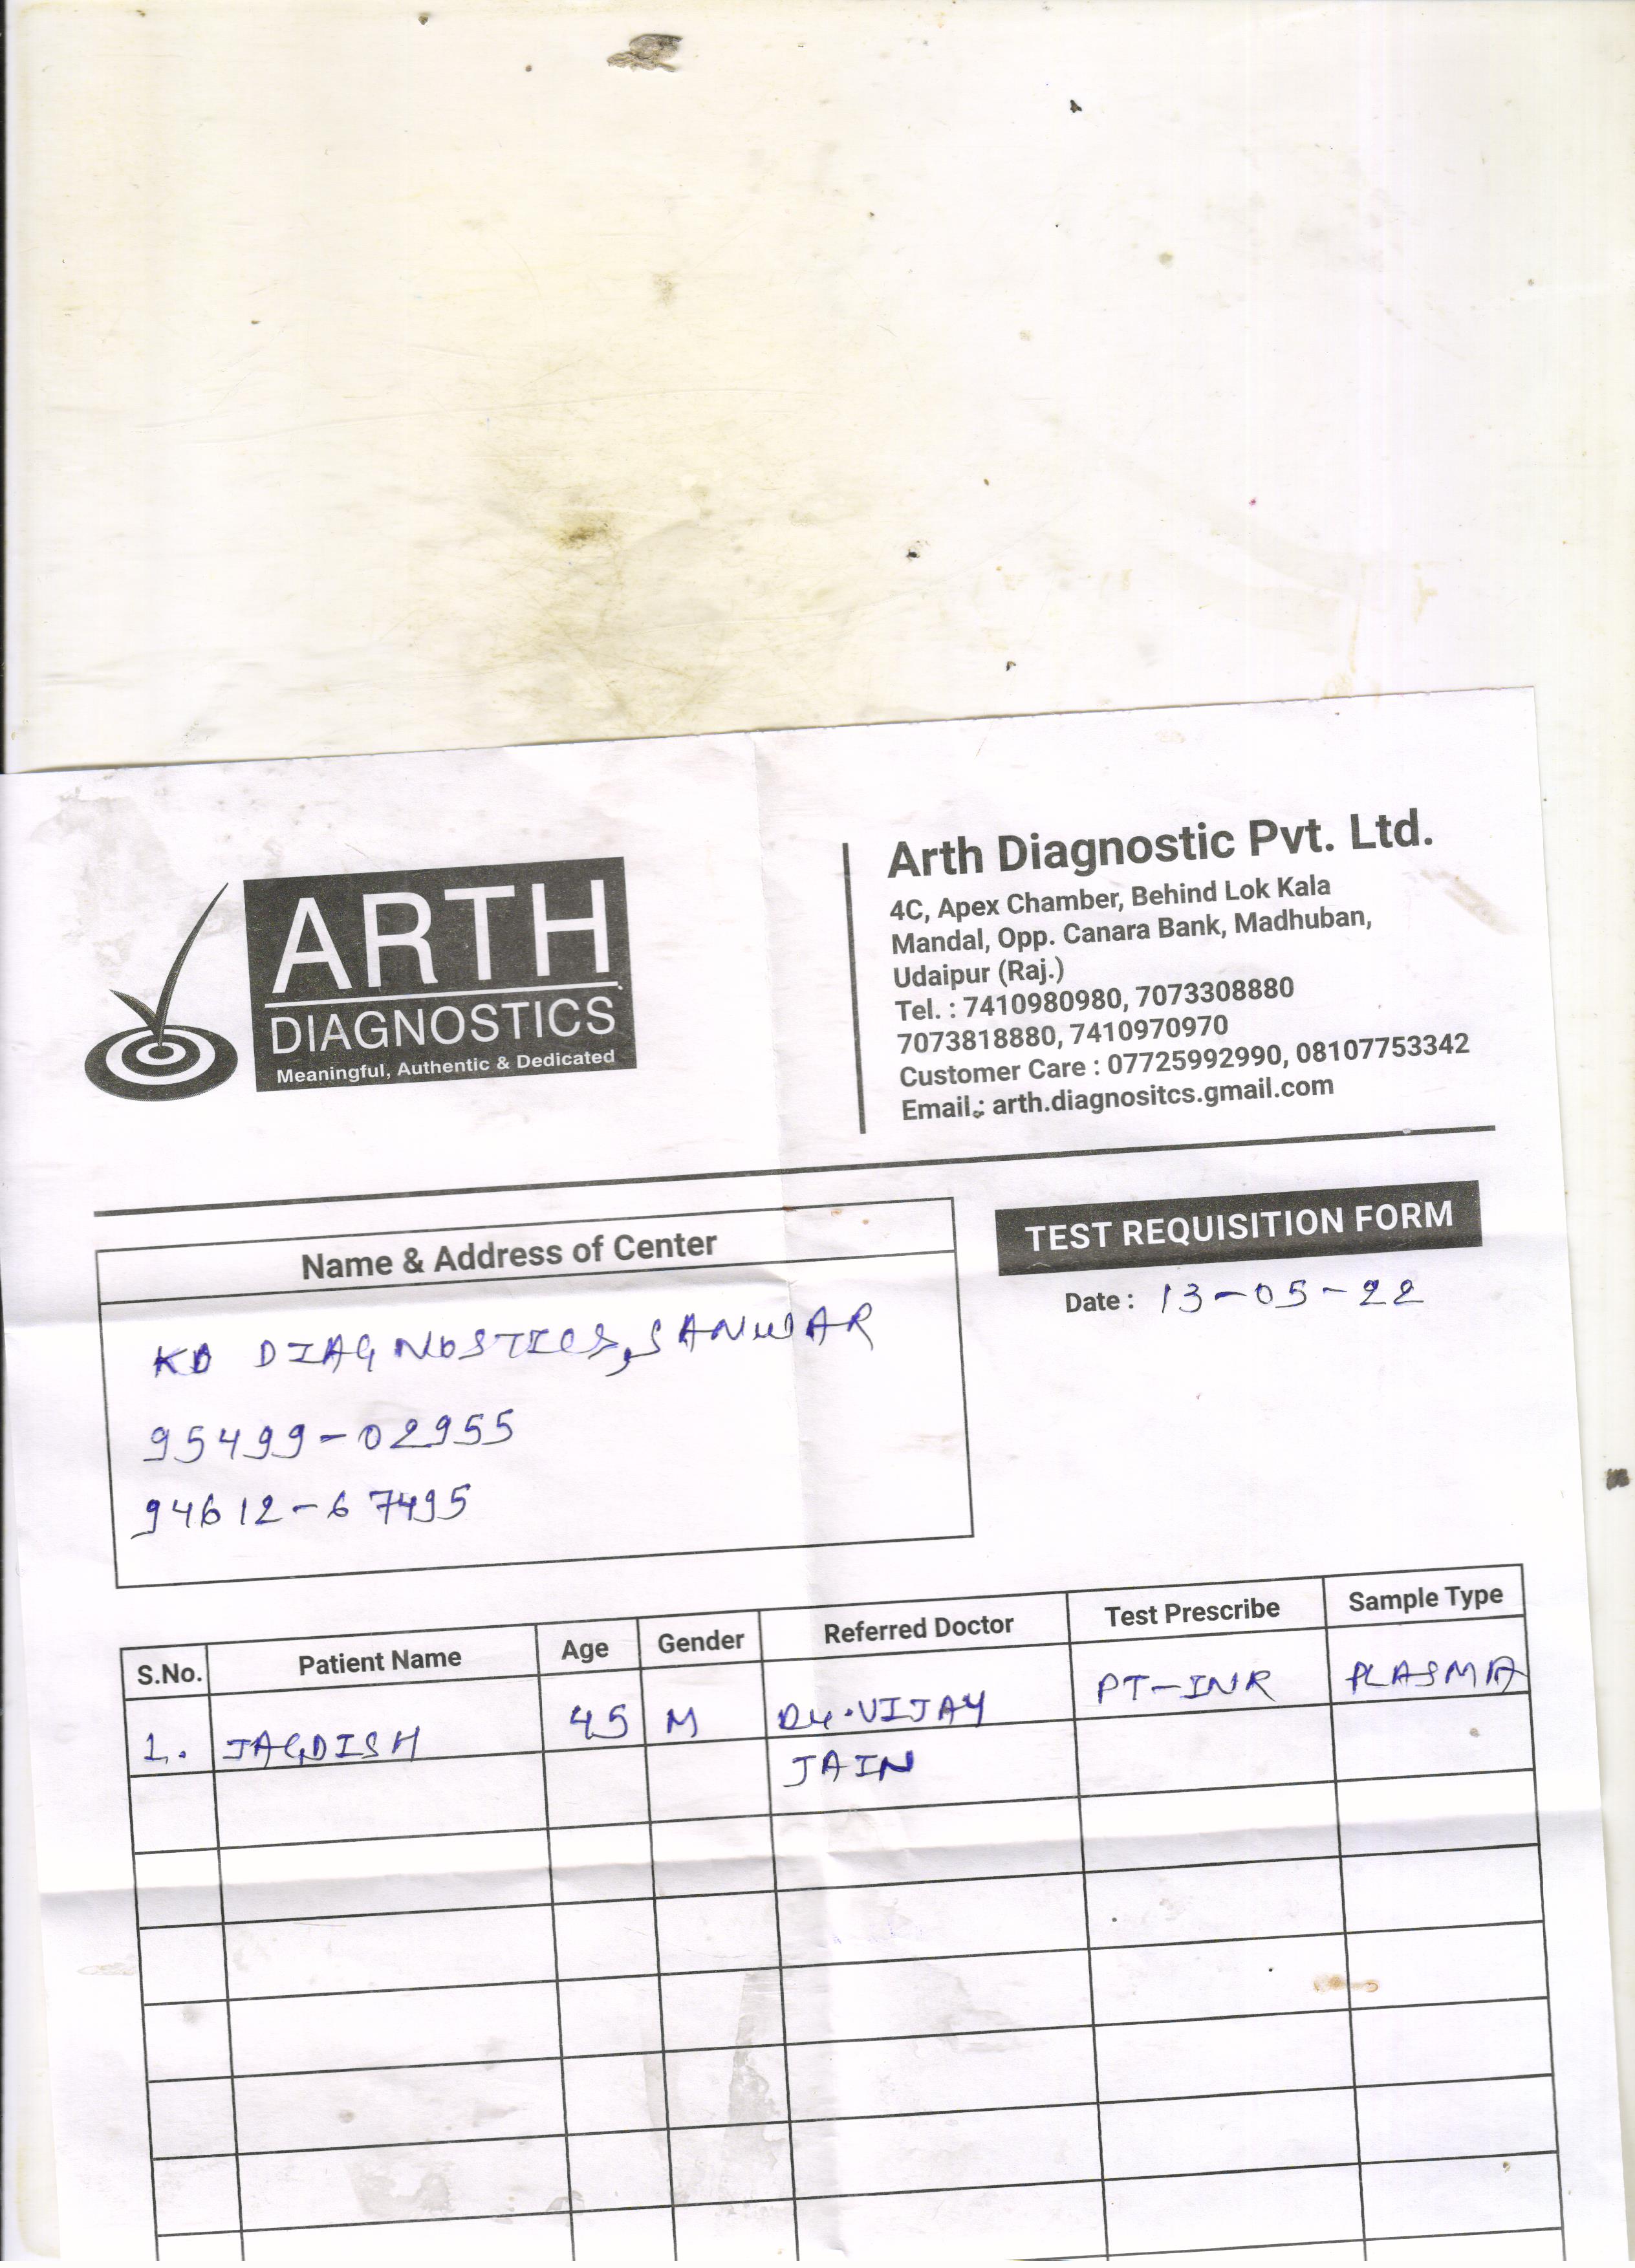 ARTH
DIAGNOSTICS
Meaningful, Authentic & Dedicated
Arth Diagnostic Pvt. Ltd.
4C, Apex Chamber, Behind Lok Kala
Mandal, Opp. Canara Bank, Madhuban,
Udaipur (Raj.)
Tel. : 7410980980, 7073308880
7073818880, 7410970970
Customer Care : 07725992990, 08107753342
Email.: arth.diagnositcs.gmail.com
Name & Address of Center
KD DIAGNOSTICS, SANWAR
95499-02955
94612-67495
TEST REQUISITION FORM
Date : 13-05-22
S.No. Patient Name Age Gender Referred Doctor Test Prescribe Sample Type
1. JAGDISH 45 M Dr. VIJAY PT-INR PLASMA
JAIN